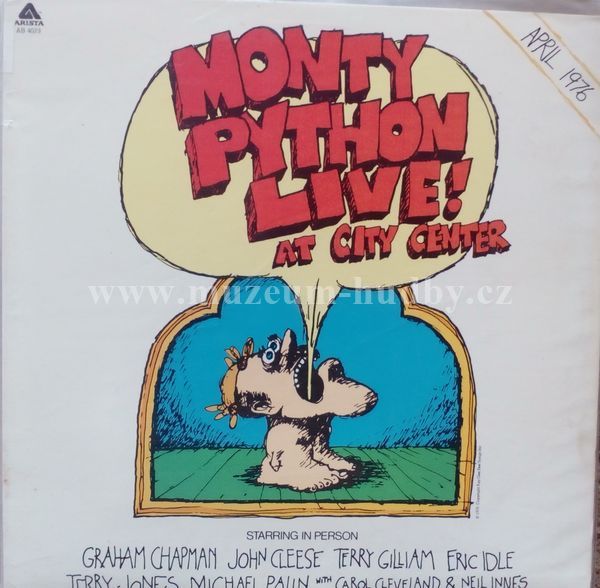 ARISTA
AB 4073
APRIL 1976
MONTY
PYTHON
LIVE!
AT CITY CENTER
www.muzeum-hudby.cz
STARRING IN PERSON
GRAHAM CHAPMAN JOHN CLEESE TERRY GILLIAM ERIC IDLE
TERRY JONES MICHAEL PALIN WITH CAROL CLEVELAND & NEIL INNES